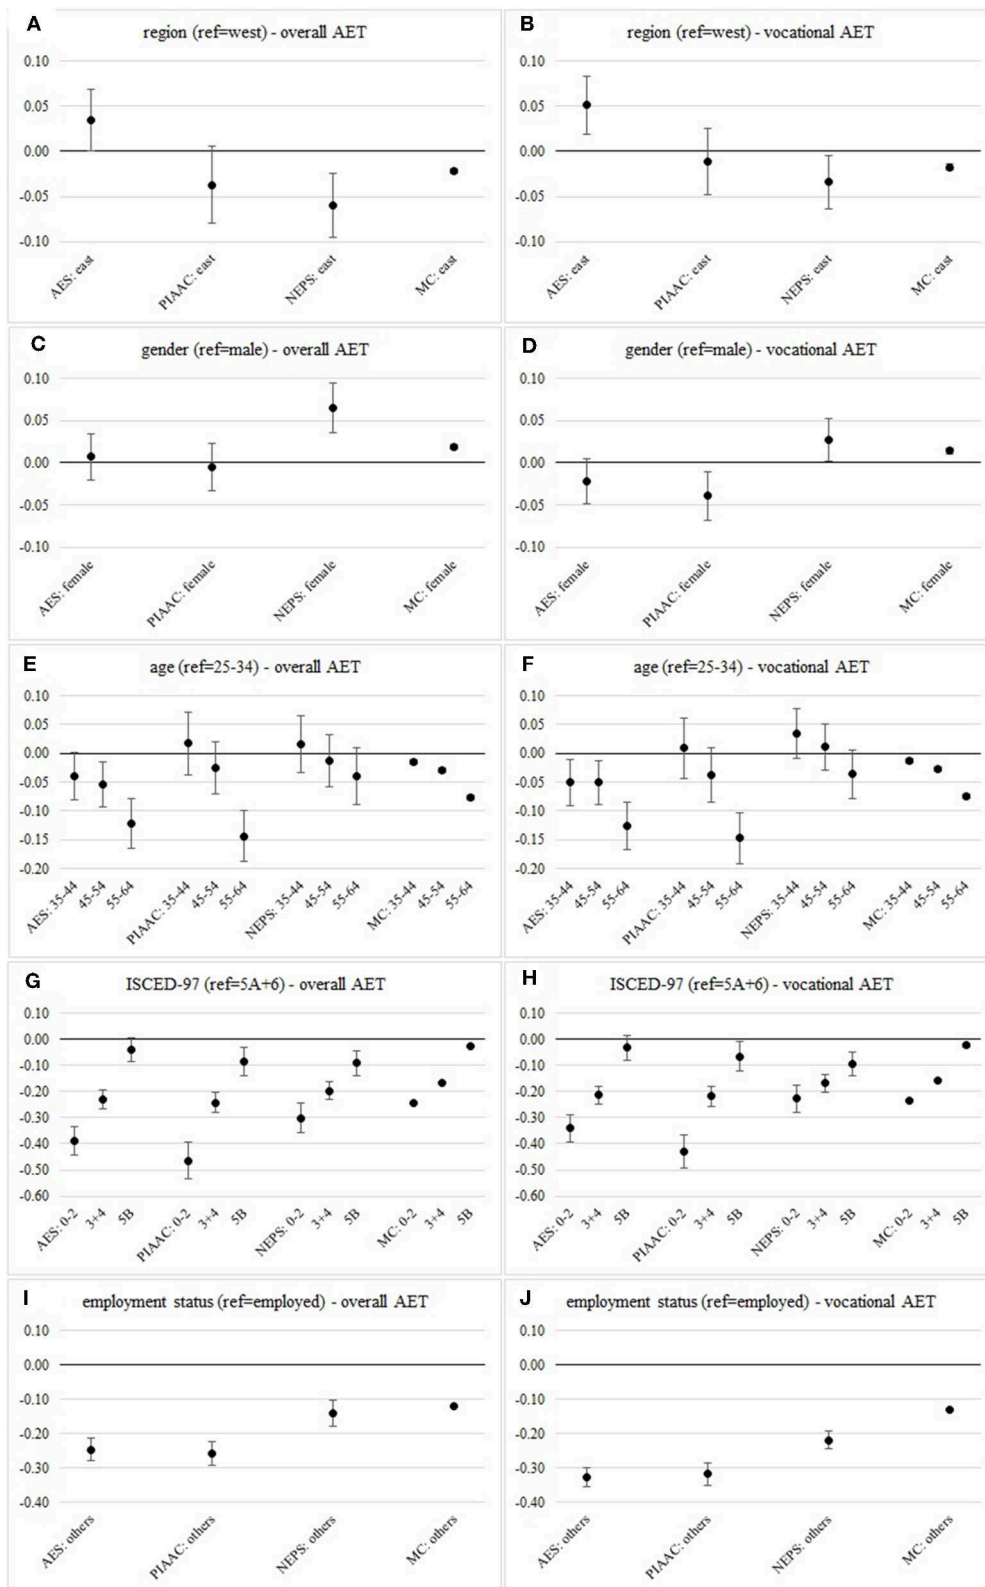 A
region (ref=west) - overall AET
0.10
0.05
0.00
-0.05
-0.10
AES: east
PIAAC: east
NEPS: east
MC: east
B
region (ref=west) - vocational AET
0.10
0.05
0.00
-0.05
-0.10
AES: east
PIAAC: east
NEPS: east
MC: east
C
gender (ref=male) - overall AET
0.10
0.05
0.00
-0.05
-0.10
AES: female
PIAAC: female
NEPS: female
MC: female
D
gender (ref=male) - vocational AET
0.10
0.05
0.00
-0.05
-0.10
AES: female
PIAAC: female
NEPS: female
MC: female
E
age (ref=25-34) - overall AET
0.10
0.05
0.00
-0.05
-0.10
-0.15
-0.20
AES: 35-44
45-54
55-64
PIAAC: 35-44
45-54
55-64
NEPS: 35-44
45-54
55-64
MC: 35-44
45-54
55-64
F
age (ref=25-34) - vocational AET
0.10
0.05
0.00
-0.05
-0.10
-0.15
-0.20
AES: 35-44
45-54
55-64
PIAAC: 35-44
45-54
55-64
NEPS: 35-44
45-54
55-64
MC: 35-44
45-54
55-64
G
ISCED-97 (ref=5A+6) - overall AET
0.10
0.00
-0.10
-0.20
-0.30
-0.40
-0.50
-0.60
AES: 0-2
3+4
5B
PIAAC: 0-2
3+4
5B
NEPS: 0-2
3+4
5B
MC: 0-2
3+4
5B
H
ISCED-97 (ref=5A+6) - vocational AET
0.10
0.00
-0.10
-0.20
-0.30
-0.40
-0.50
-0.60
AES: 0-2
3+4
5B
PIAAC: 0-2
3+4
5B
NEPS: 0-2
3+4
5B
MC: 0-2
3+4
5B
I
employment status (ref=employed) - overall AET
0.10
0.00
-0.10
-0.20
-0.30
-0.40
AES: others
PIAAC: others
NEPS: others
MC: others
J
employment status (ref=employed) - vocational AET
0.10
0.00
-0.10
-0.20
-0.30
-0.40
AES: others
PIAAC: others
NEPS: others
MC: others